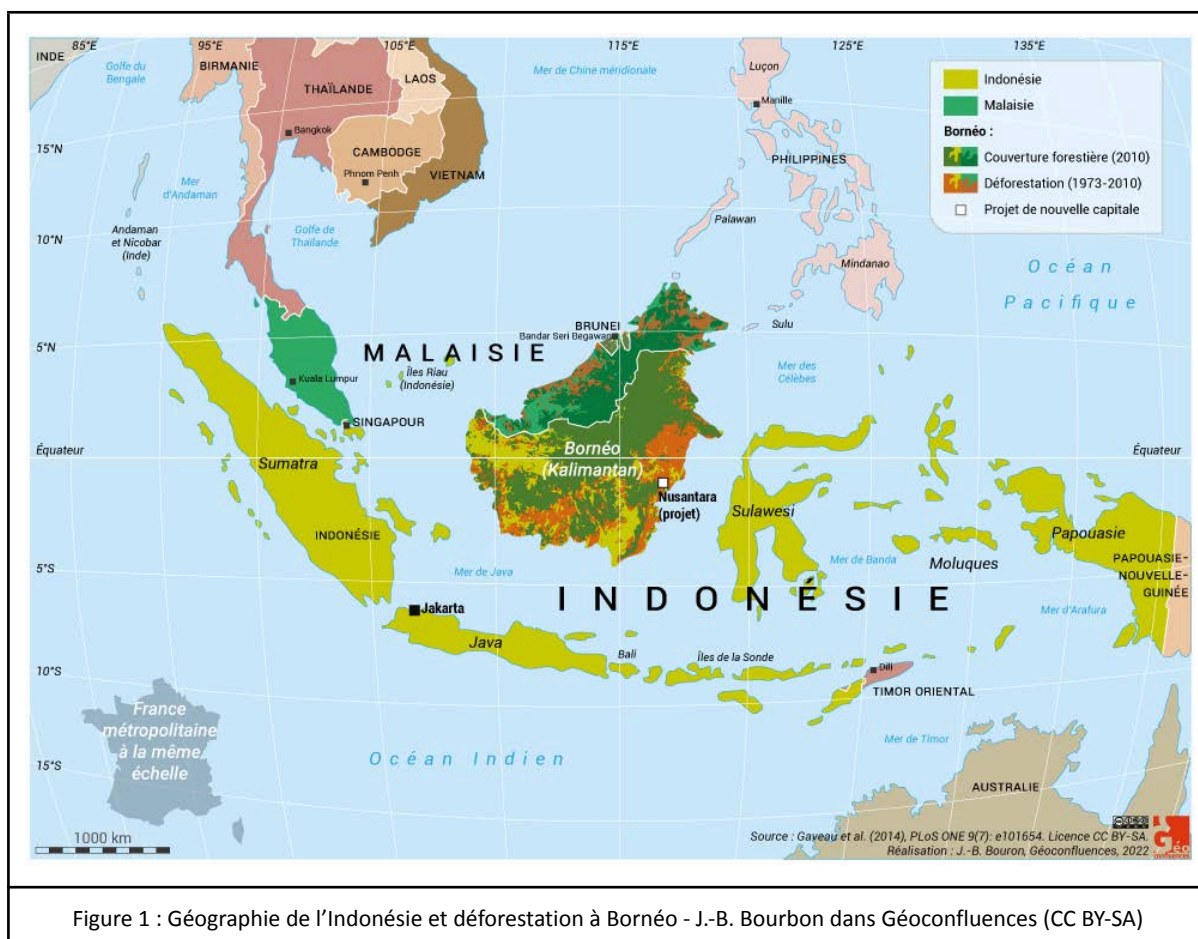 85°E
95°E
105°E
115°E
125°E
135°E
INDE
Golfe du
Bengale
BIRMANIE
LAOS
THAÏLANDE
Mer de Chine méridionale
Luçon
Manille
Indonésie
Malaisie
Bornéo :
Couverture forestière (2010)
Déforestation (1973-2010)
Projet de nouvelle capitale
Bangkok
15°N
CAMBODGE
Phnom Penh
VIETNAM
PHILIPPINES
Mer
d'Andaman
Palawan
Andaman
et Nicobar
(Inde)
10°N
Golfe de
Thaïlande
Mindanao
Océan
Pacifique
Sulu
BRUNEI
Bandar Seri Begawan
5°N
MALAISIE
Mer des
Célèbes
Îles Riau
(Indonésie)
Kuala Lumpur
SINGAPOUR
Équateur
Équateur
Sumatra
Bornéo
(Kalimantan)
Nusantara
(projet)
Sulawesi
INDONÉSIE
Papouasie
Moluques
Mer de Banda
PAPOUASIE-
NOUVELLE-
GUINÉE
5°S
Mer de Java
INDONÉSIE
Mer d'Arafura
Jakarta
Java
Bali
Îles de la Sonde
Dili
TIMOR ORIENTAL
10°S
France
métropolitaine
à la même
échelle
Mer de Timor
Océan Indien
15°S
AUSTRALIE
1000 km
Source : Gaveau et al. (2014), PLoS ONE 9(7): e101654. Licence CC BY-SA.
Réalisation : J.-B. Bouron, Géoconfluences, 2022
Géo
confluences
Figure 1 : Géographie de l'Indonésie et déforestation à Bornéo - J.-B. Bourbon dans Géoconfluences (CC BY-SA)